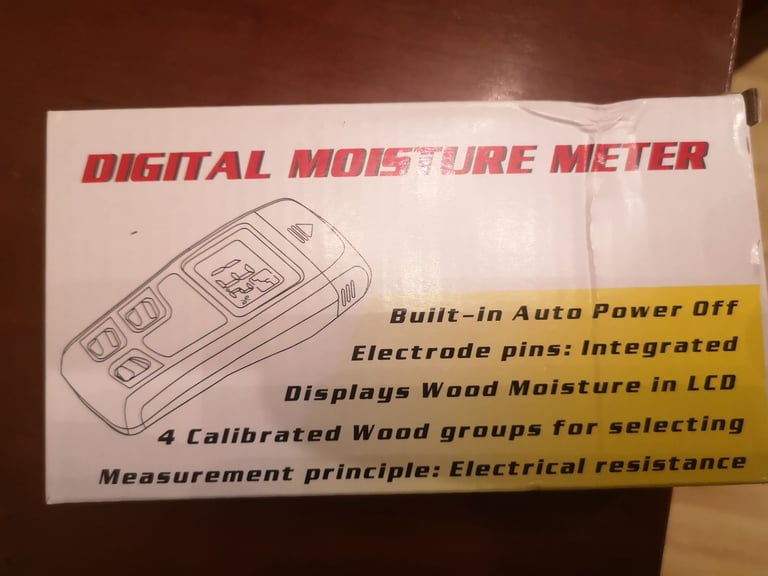 DIGITAL MOISTURE METER
Built-in Auto Power Off
Electrode pins: Integrated
Displays Wood Moisture in LCD
4 Calibrated Wood groups for selecting
Measurement principle: Electrical resistance